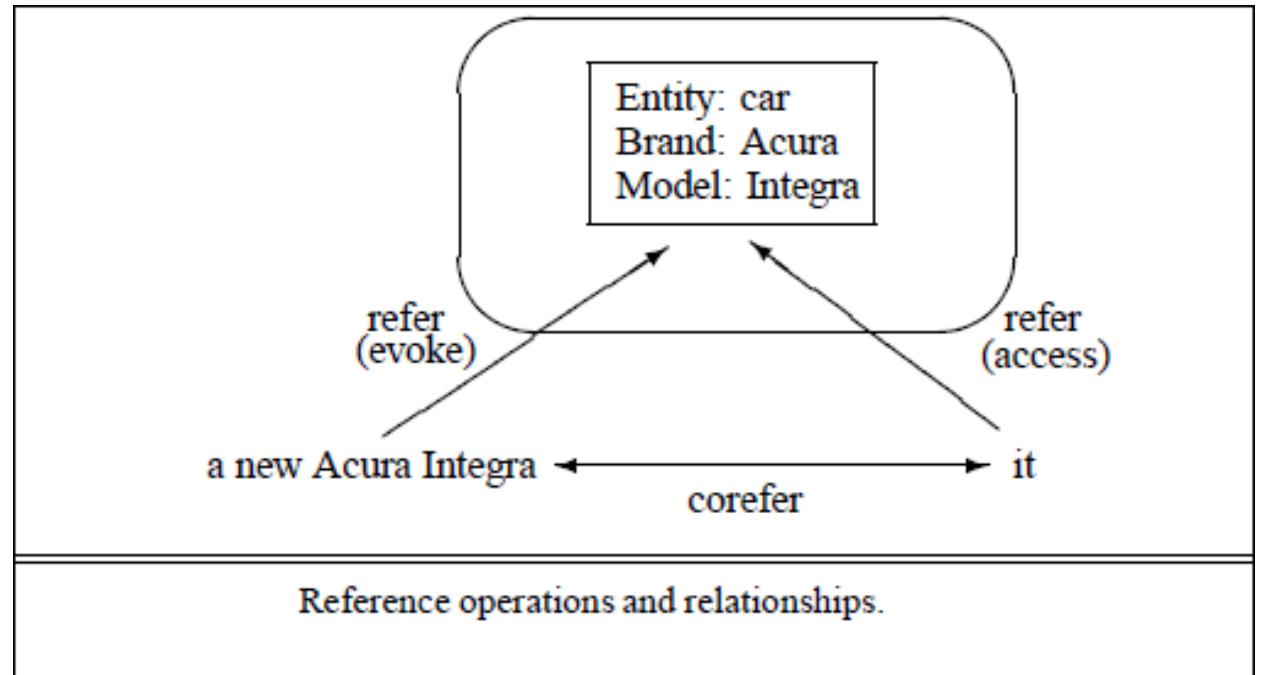 Entity: car
Brand: Acura
Model: Integra
refer
(evoke)
refer
(access)
a new Acura Integra
it
corefer
Reference operations and relationships.